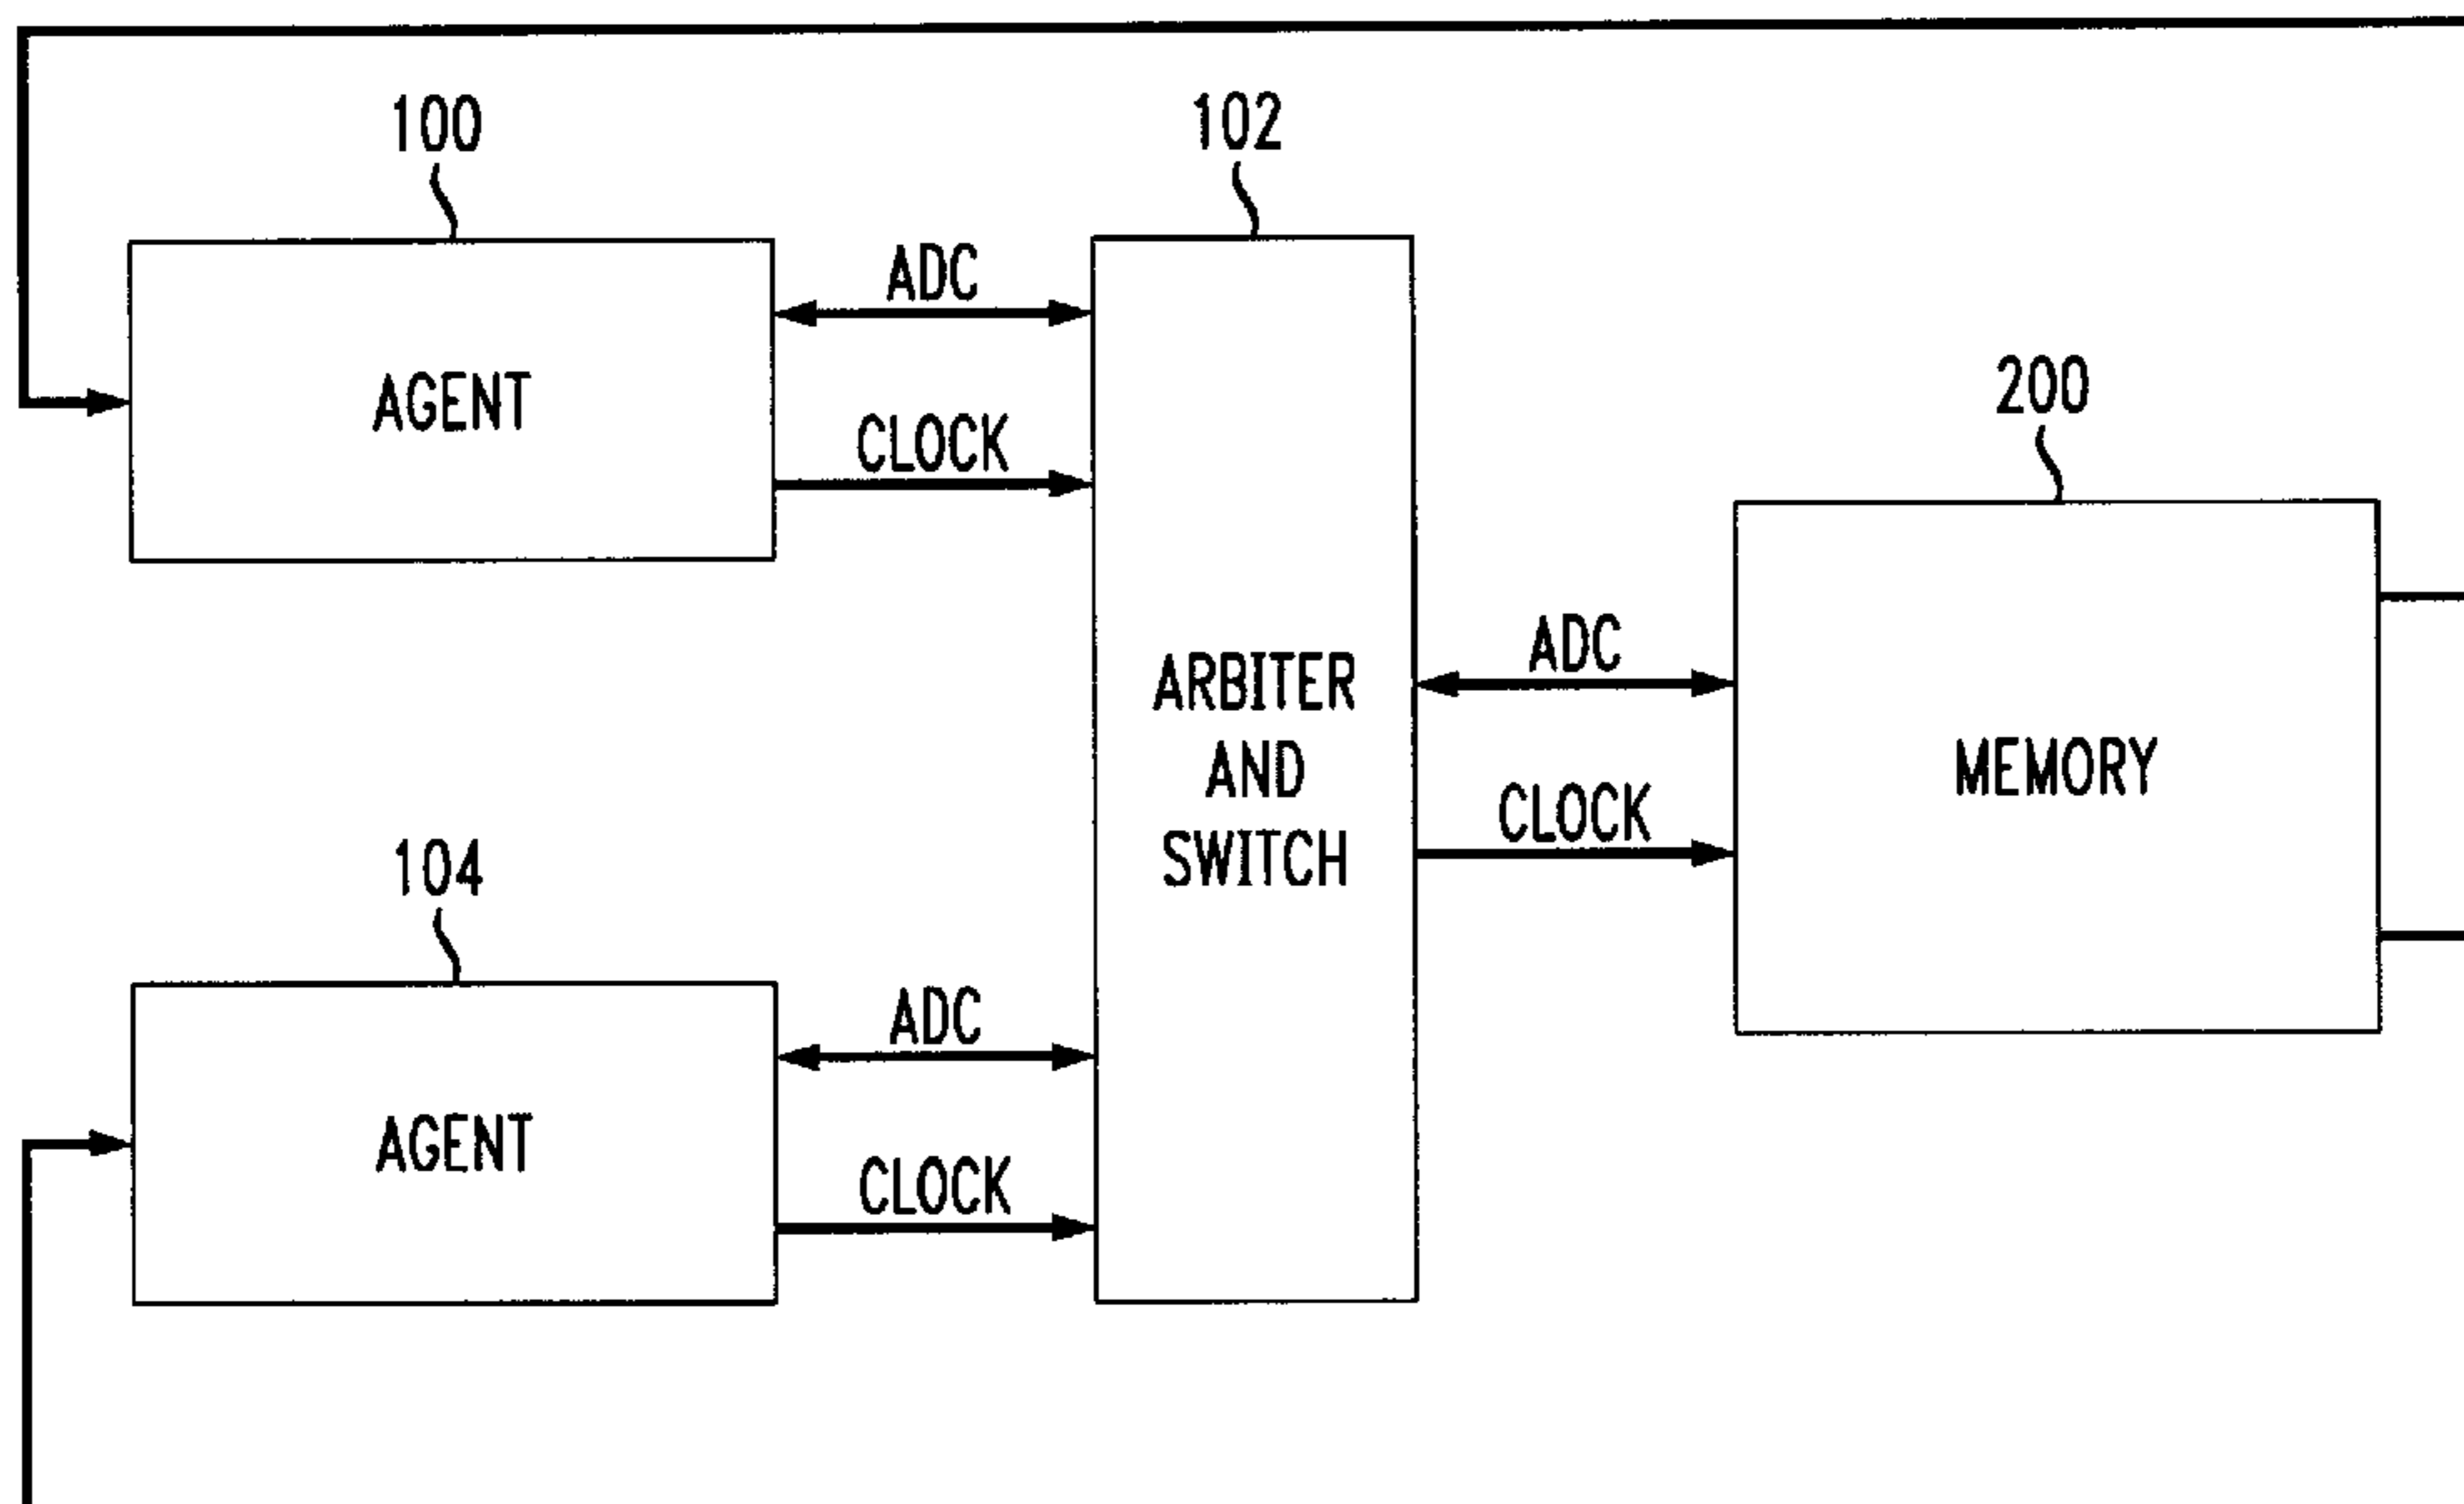 100
102
ADC
AGENT
CLOCK
200
ADC
ARBITER
AND
SWITCH
MEMORY
CLOCK
104
ADC
AGENT
CLOCK